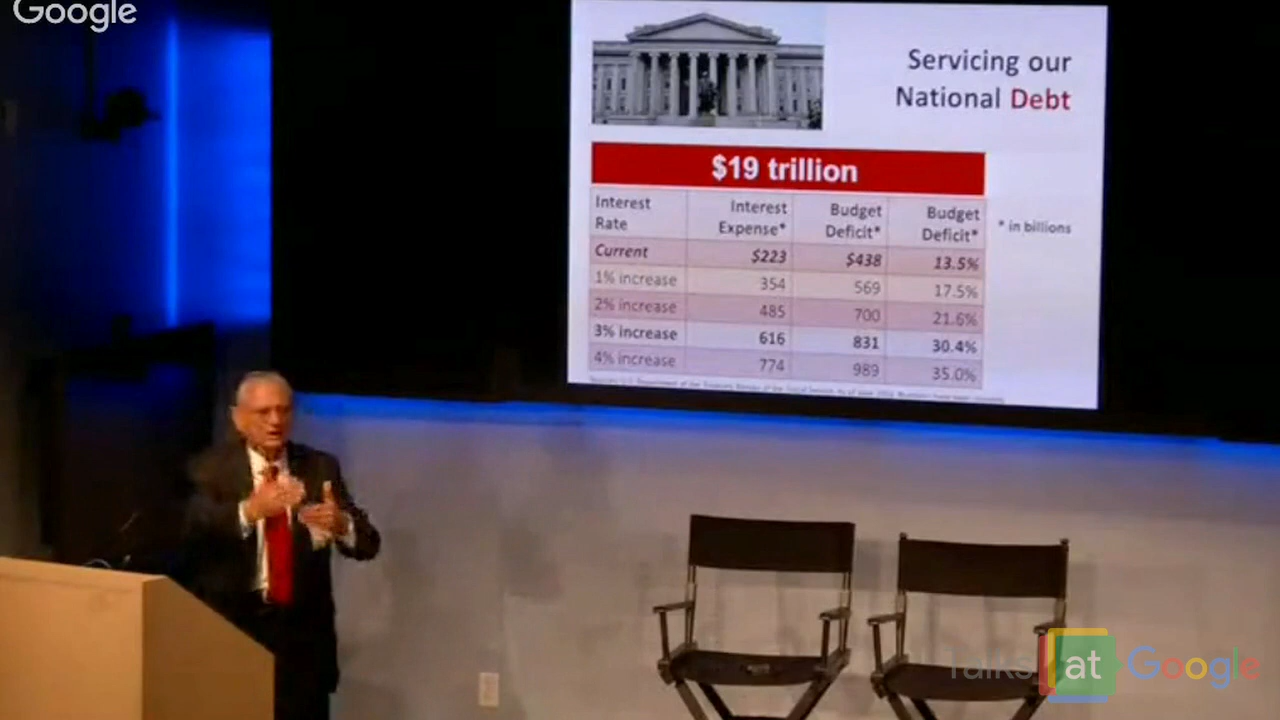 Google
Servicing our
National Debt
$19 trillion
Interest Rate Interest Expense* Budget Deficit* Budget Deficit* * in billions
Current $223 $438 13.5%
1% increase 354 569 17.5%
2% increase 485 700 21.6%
3% increase 616 831 30.4%
4% increase 774 989 35.0%
Talks at Google